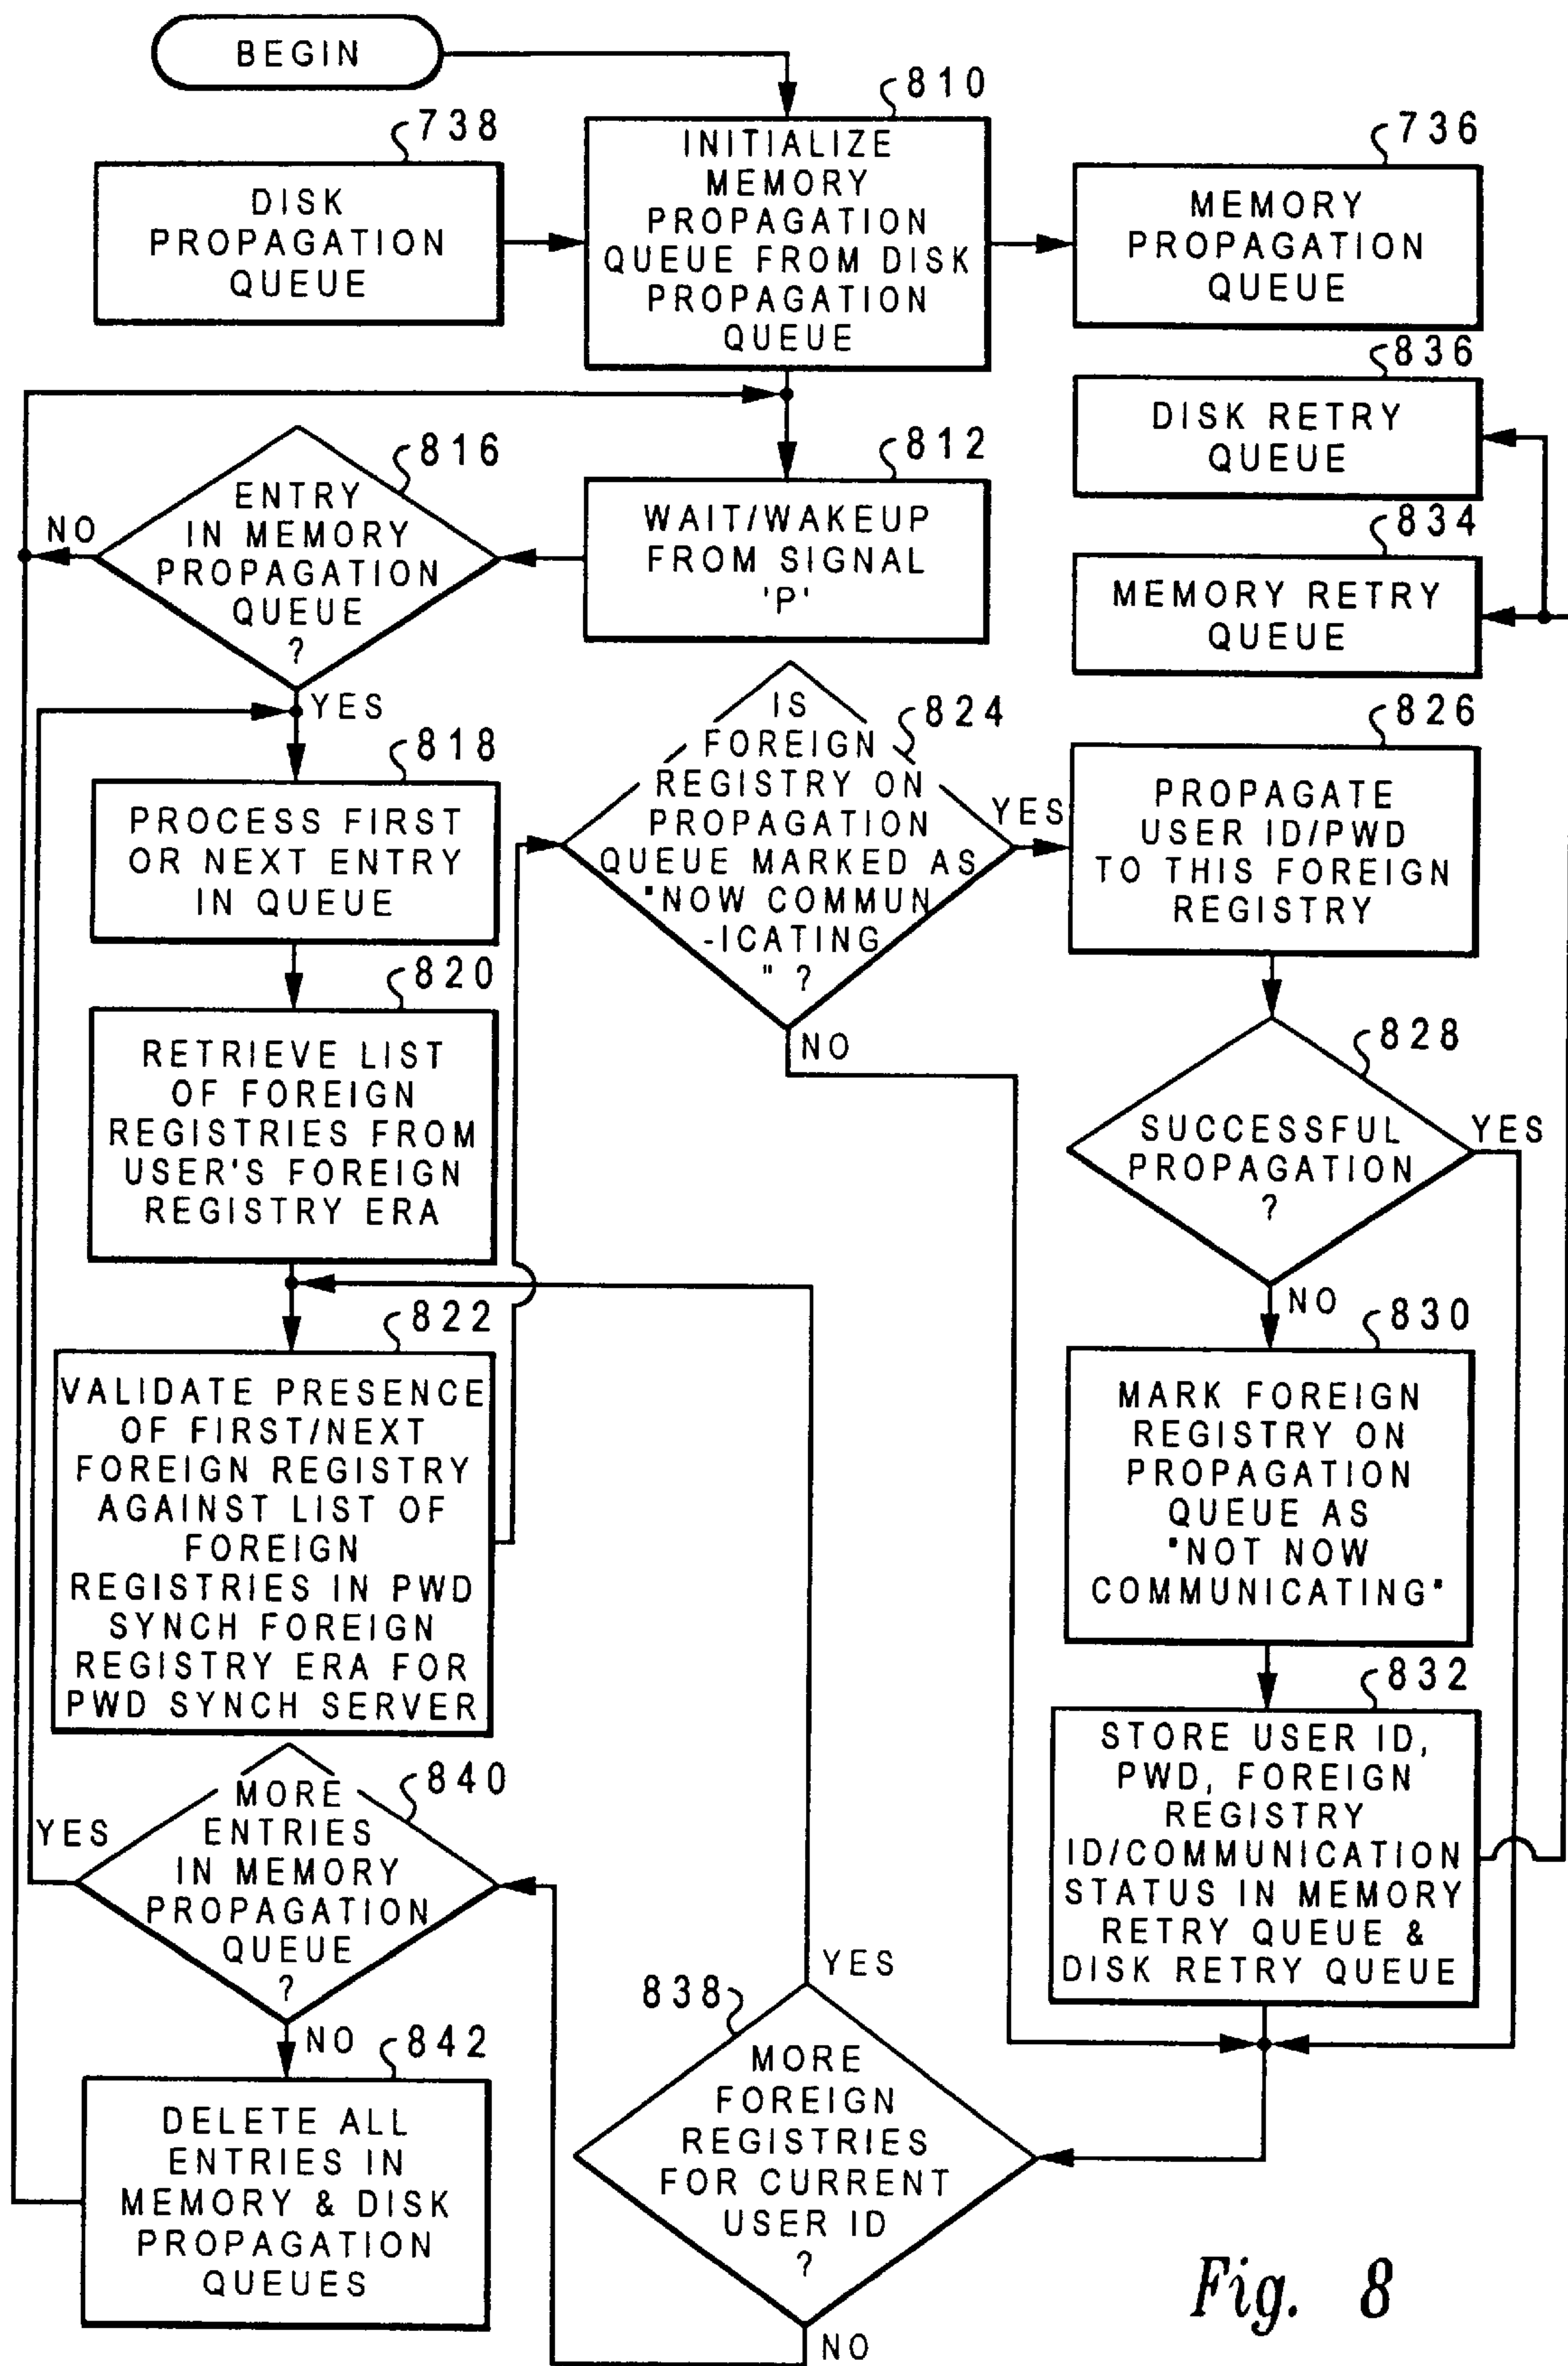 BEGIN
810
INITIALIZE
MEMORY
PROPAGATION
QUEUE FROM DISK
PROPAGATION
QUEUE
738
DISK
PROPAGATION
QUEUE
736
MEMORY
PROPAGATION
QUEUE
836
DISK RETRY
QUEUE
834
MEMORY RETRY
QUEUE
812
WAIT/WAKEUP
FROM SIGNAL
'P'
816
ENTRY
IN MEMORY
PROPAGATION
QUEUE
?
NO
YES
818
PROCESS FIRST
OR NEXT ENTRY
IN QUEUE
820
RETRIEVE LIST
OF FOREIGN
REGISTRIES FROM
USER'S FOREIGN
REGISTRY ERA
822
VALIDATE PRESENCE
OF FIRST/NEXT
FOREIGN REGISTRY
AGAINST LIST OF
FOREIGN
REGISTRIES IN PWD
SYNCH FOREIGN
REGISTRY ERA FOR
PWD SYNCH SERVER
824
IS
FOREIGN
REGISTRY ON
PROPAGATION
QUEUE MARKED AS
"NOW COMMUN
-ICATING
" ?
YES
NO
826
PROPAGATE
USER ID/PWD
TO THIS FOREIGN
REGISTRY
828
SUCCESSFUL
PROPAGATION
?
YES
NO
830
MARK FOREIGN
REGISTRY ON
PROPAGATION
QUEUE AS
"NOT NOW
COMMUNICATING"
832
STORE USER ID,
PWD, FOREIGN
REGISTRY
ID/COMMUNICATION
STATUS IN MEMORY
RETRY QUEUE &
DISK RETRY QUEUE
838
MORE
FOREIGN
REGISTRIES
FOR CURRENT
USER ID
?
YES
NO
840
MORE
ENTRIES
IN MEMORY
PROPAGATION
QUEUE
?
YES
NO
842
DELETE ALL
ENTRIES IN
MEMORY & DISK
PROPAGATION
QUEUES
Fig. 8